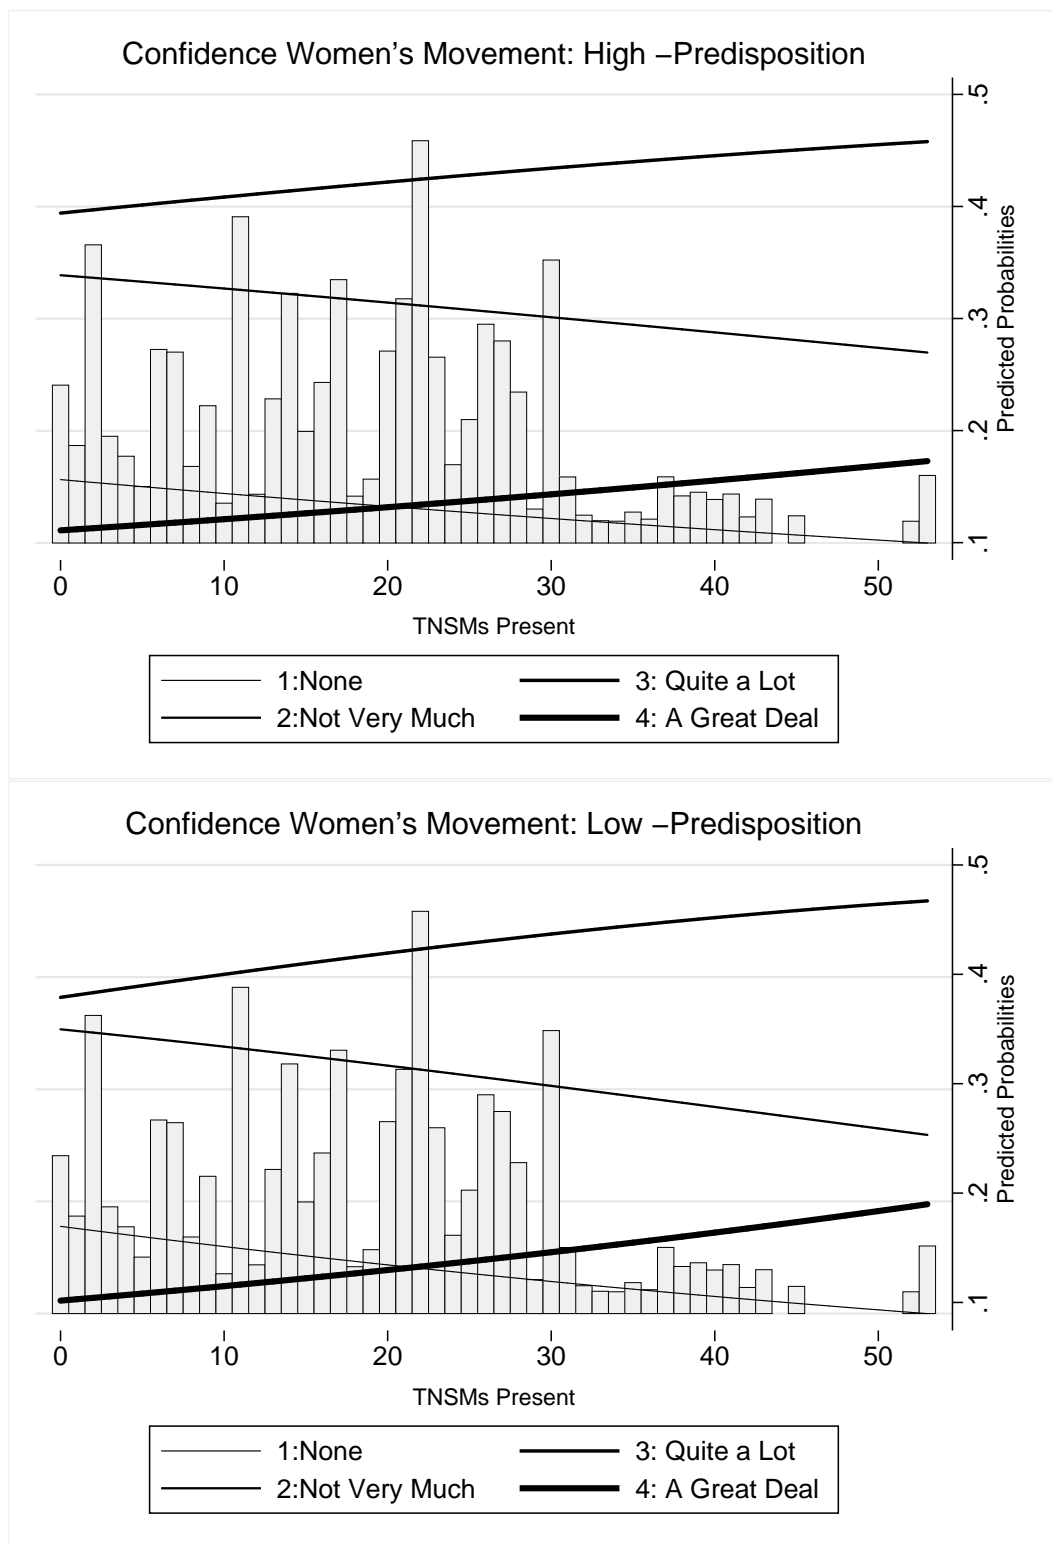 Confidence Women’s Movement: High −Predisposition
.5
.4
.3
.2
.1
Predicted Probabilities
0 10 20 30 40 50
TNSMs Present
1:None 3: Quite a Lot
2:Not Very Much 4: A Great Deal
Confidence Women’s Movement: Low −Predisposition
.5
.4
.3
.2
.1
Predicted Probabilities
0 10 20 30 40 50
TNSMs Present
1:None 3: Quite a Lot
2:Not Very Much 4: A Great Deal